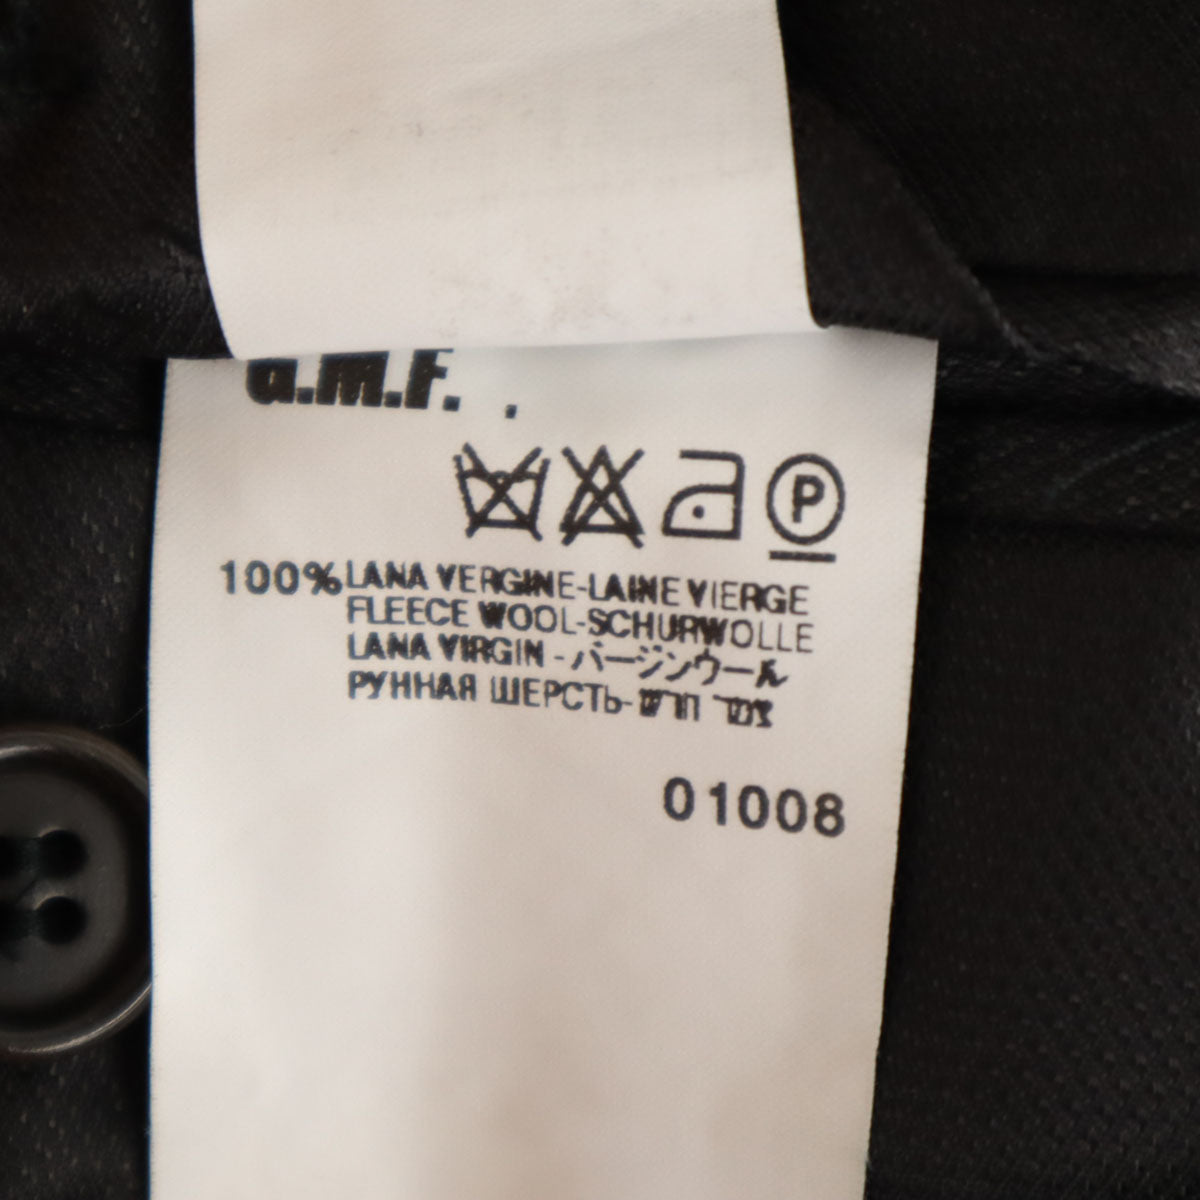 G.M.F. .
P
100% LANA VERGINE-LAINE VIERGE
FLEECE WOOL-SCHURWOLLE
LANA VIRGIN - バージンウール
РУННАЯ ШЕРСТЬ-
01008